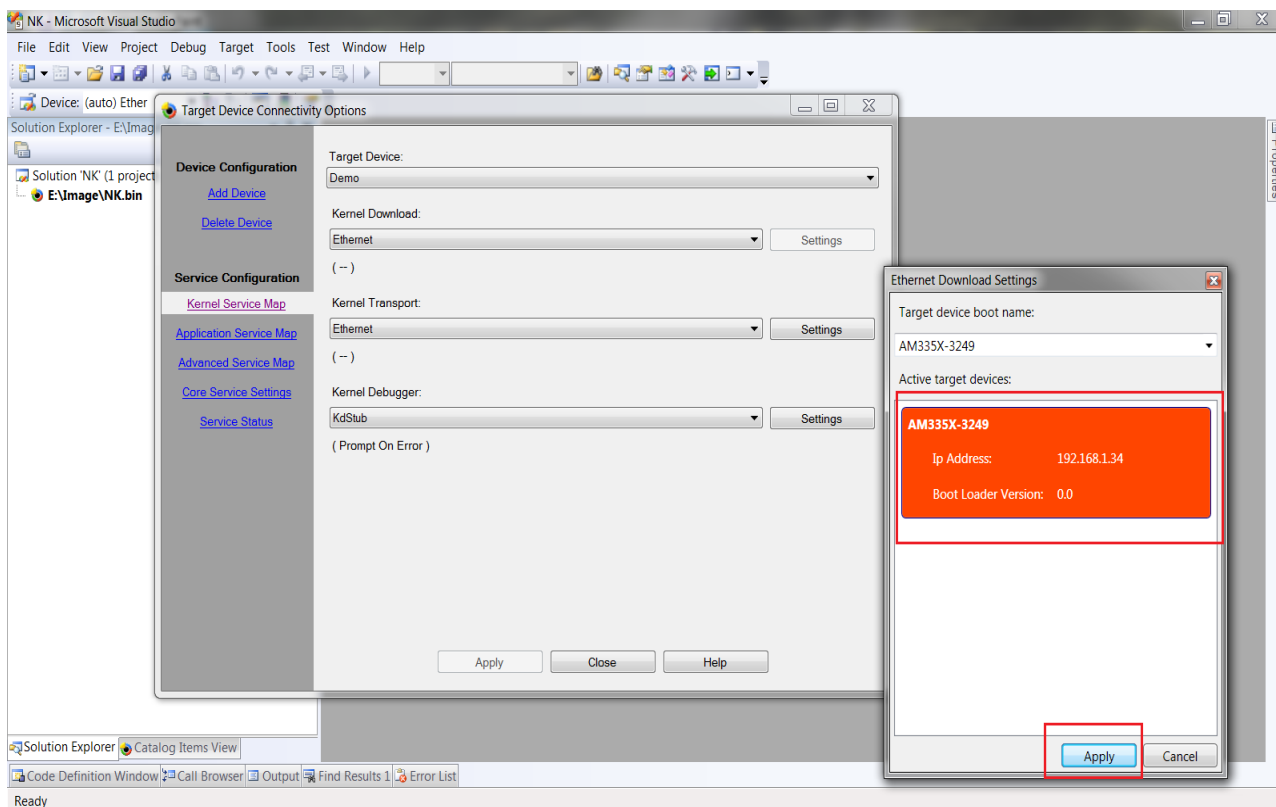 NK - Microsoft Visual Studio
File Edit View Project Debug Target Tools Test Window Help
Device: (auto) Ether
Solution Explorer - E:\Imag
Solution 'NK' (1 project
E:\Image\NK.bin
Target Device Connectivity Options
Device Configuration
Add Device
Delete Device
Service Configuration
Kernel Service Map
Application Service Map
Advanced Service Map
Core Service Settings
Service Status
Target Device:
Demo
Kernel Download:
Ethernet Settings
( -- )
Kernel Transport:
Ethernet Settings
( -- )
Kernel Debugger:
KdStub Settings
( Prompt On Error )
Apply Close Help
Ethernet Download Settings
Target device boot name:
AM335X-3249
Active target devices:
AM335X-3249
Ip Address: 192.168.1.34
Boot Loader Version: 0.0
Apply Cancel
Properties
Solution Explorer Catalog Items View
Code Definition Window Call Browser Output Find Results 1 Error List
Ready